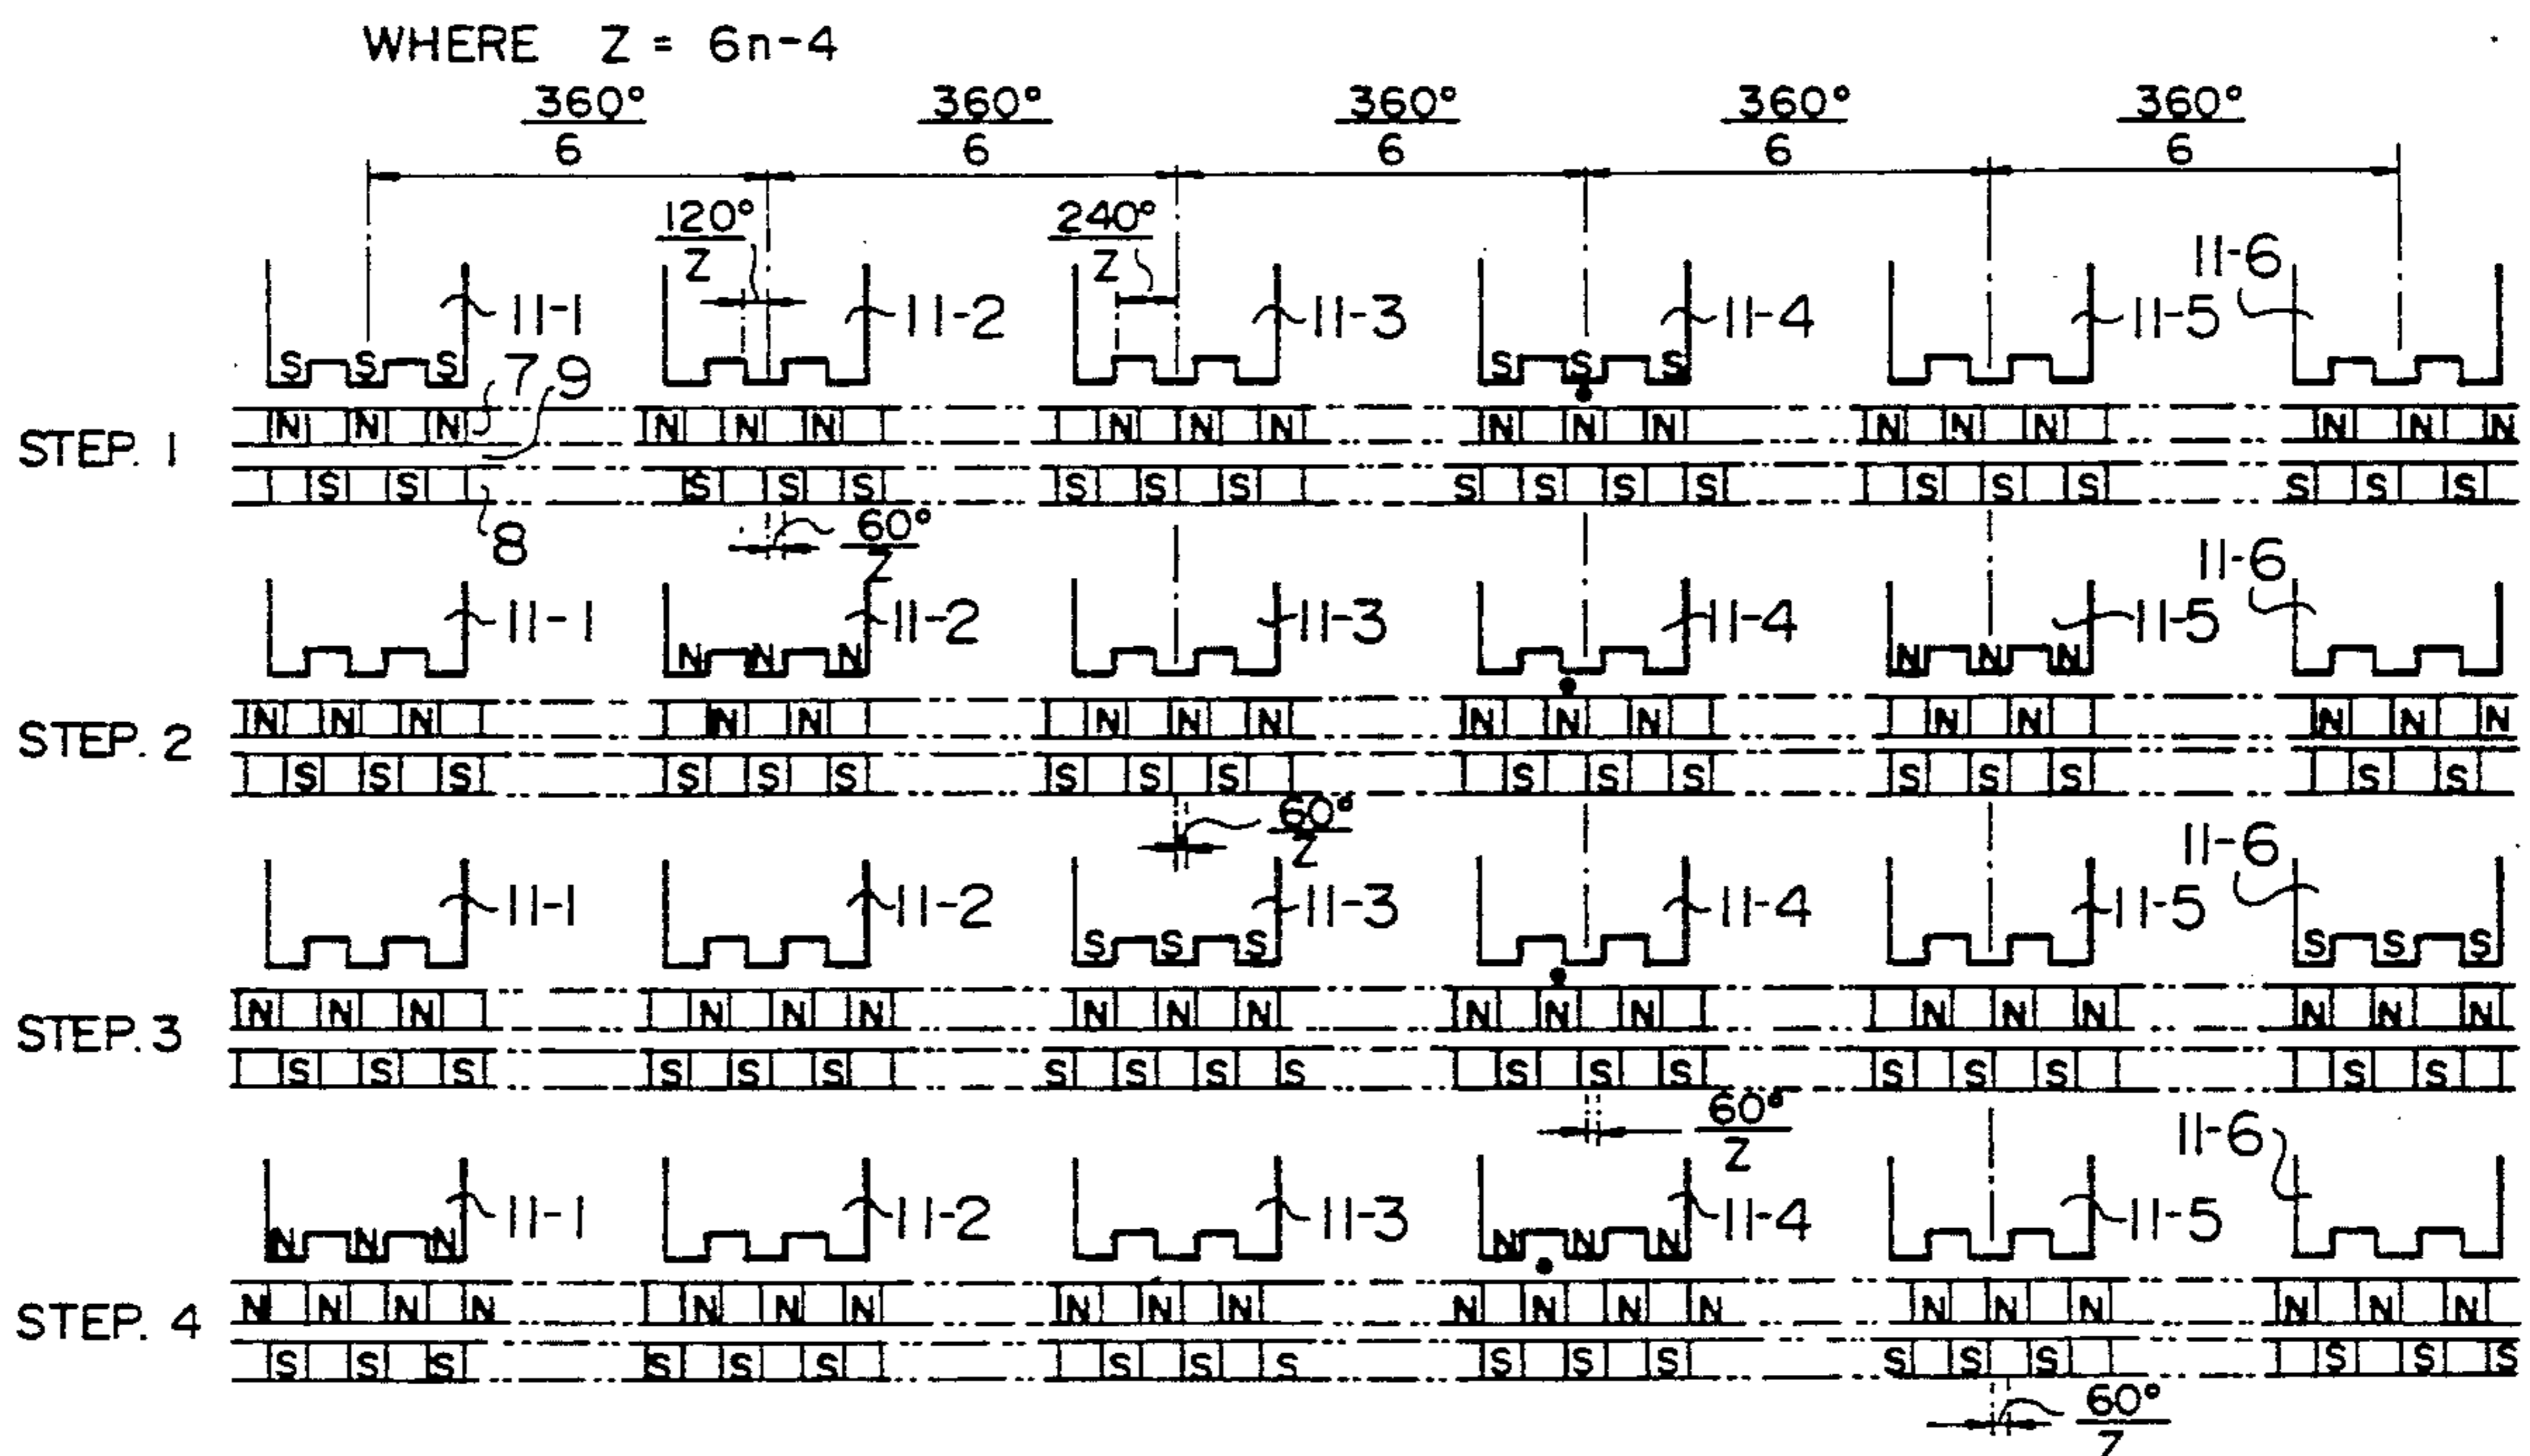 WHERE Z = 6n-4
360°/6 360°/6 360°/6 360°/6 360°/6
120°/Z 240°/Z
11-1 11-2 11-3 11-4 11-5 11-6
S S S S S S
7 9
STEP. 1
N N N N N N N N N N N N N N N N N N
S S S S S S S S S S S S S S S S S S
8 60°/Z
11-1 11-2 11-3 11-4 11-5 11-6
N N N N N N
STEP. 2
N N N N N N N N N N N N N N N N
S S S S S S S S S S S S S S S S S
60°/Z
11-1 11-2 11-3 11-4 11-5 11-6
S S S S S S
STEP. 3
N N N N N N N N N N N N N N N N N N
S S S S S S S S S S S S S S S S S S
60°/Z
11-1 11-2 11-3 11-4 11-5 11-6
N N N N N N
STEP. 4
N N N N N N N N N N N N N N N N N N N N
S S S S S S S S S S S S S S S S S S
60°/Z